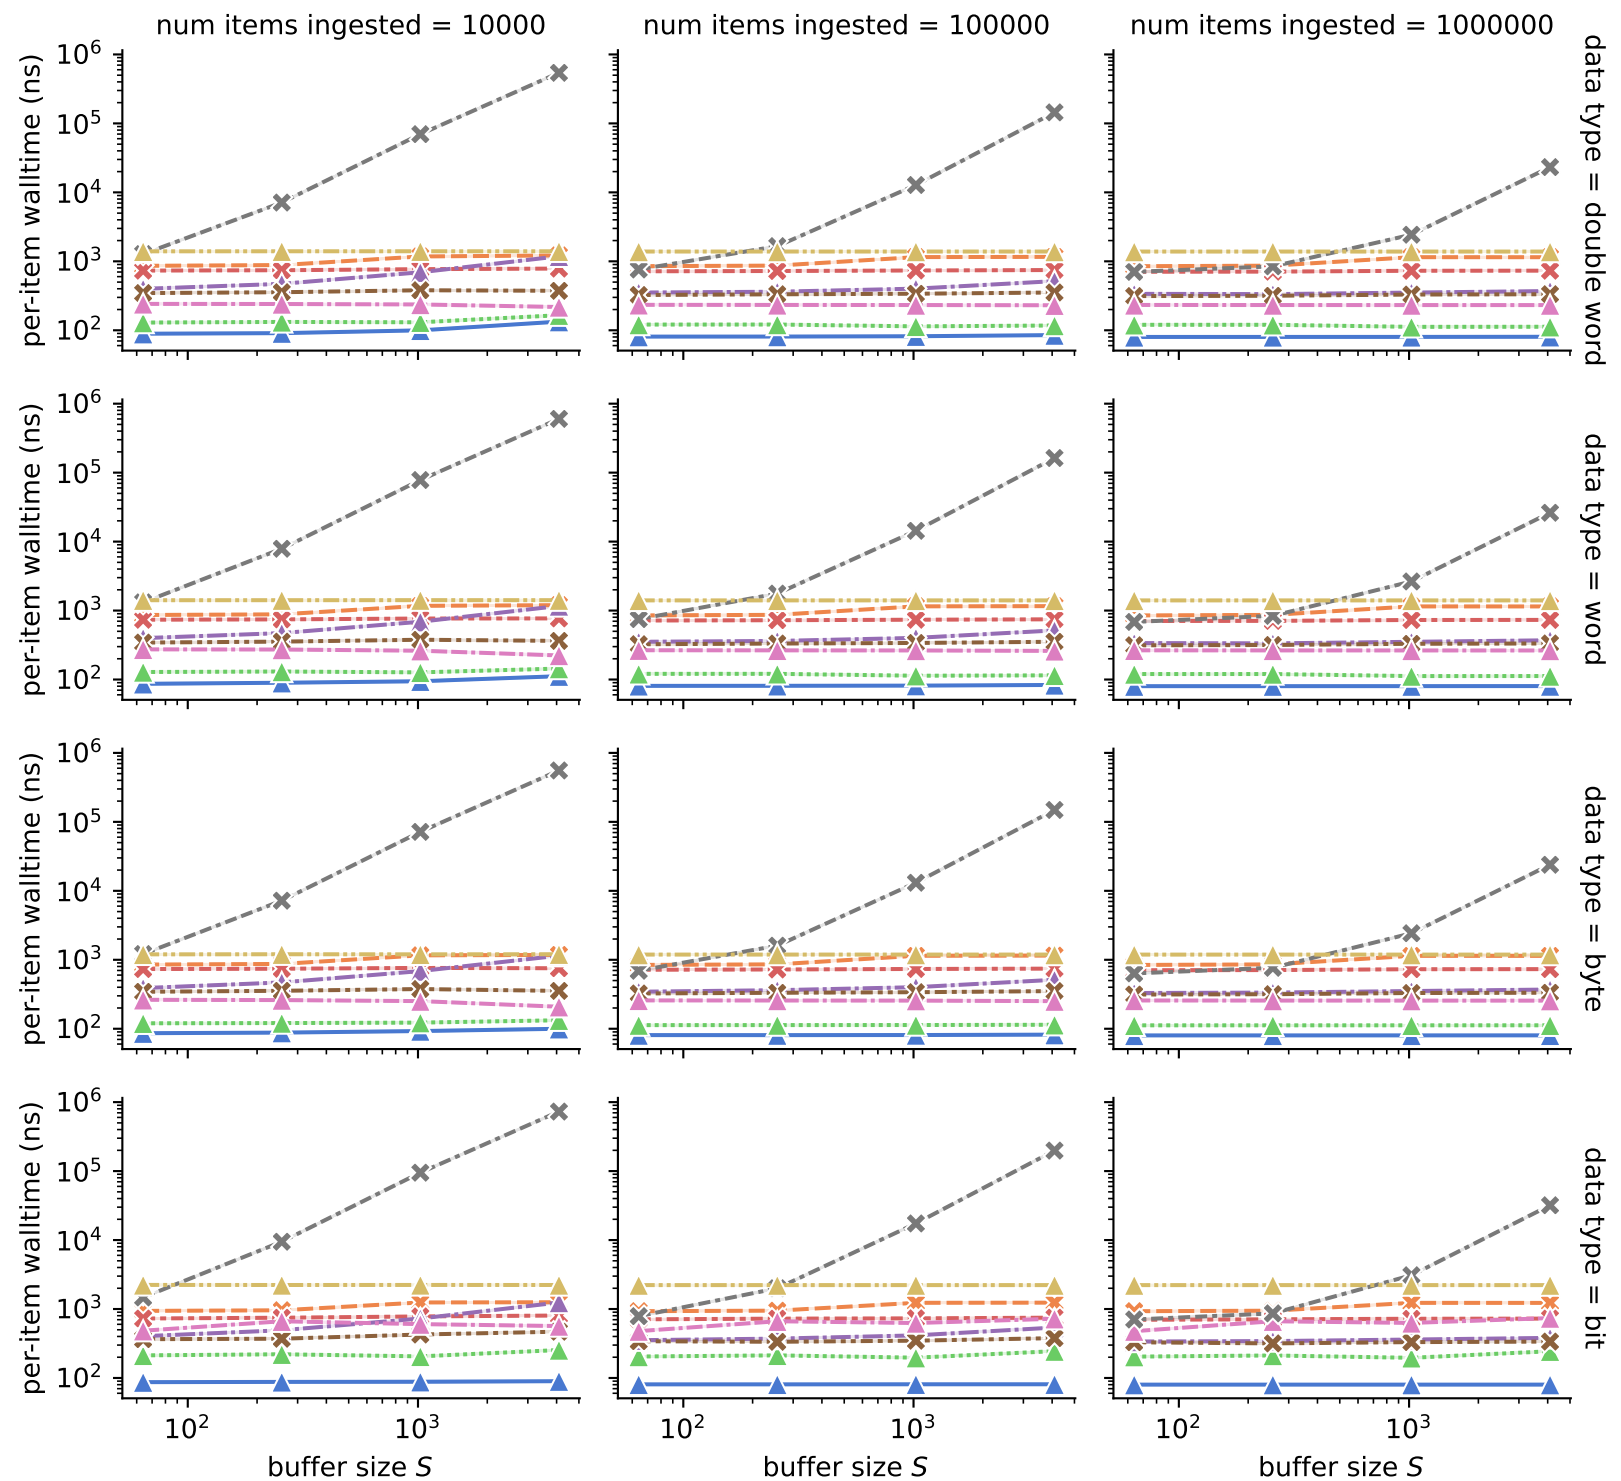 num items ingested = 10000
num items ingested = 100000
num items ingested = 1000000
per-item walltime (ns)
10⁶
10⁵
10⁴
10³
10²
data type = double word
per-item walltime (ns)
10⁶
10⁵
10⁴
10³
10²
data type = word
per-item walltime (ns)
10⁶
10⁵
10⁴
10³
10²
data type = byte
per-item walltime (ns)
10⁶
10⁵
10⁴
10³
10²
data type = bit
10² 10³
10² 10³
10² 10³
buffer size S
buffer size S
buffer size S